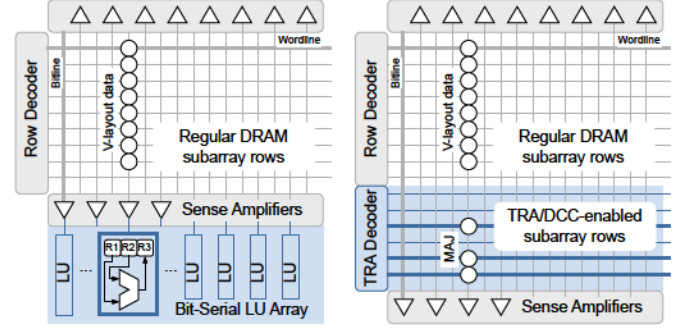 Wordline
Row Decoder
Bitline
V-layout data
Regular DRAM
subarray rows
Sense Amplifiers
LU
...
R1 R2 R3
...
LU
LU
LU
LU
Bit-Serial LU Array
Wordline
Row Decoder
Bitline
V-layout data
Regular DRAM
subarray rows
TRA Decoder
MAJ
TRA/DCC-enabled
subarray rows
Sense Amplifiers